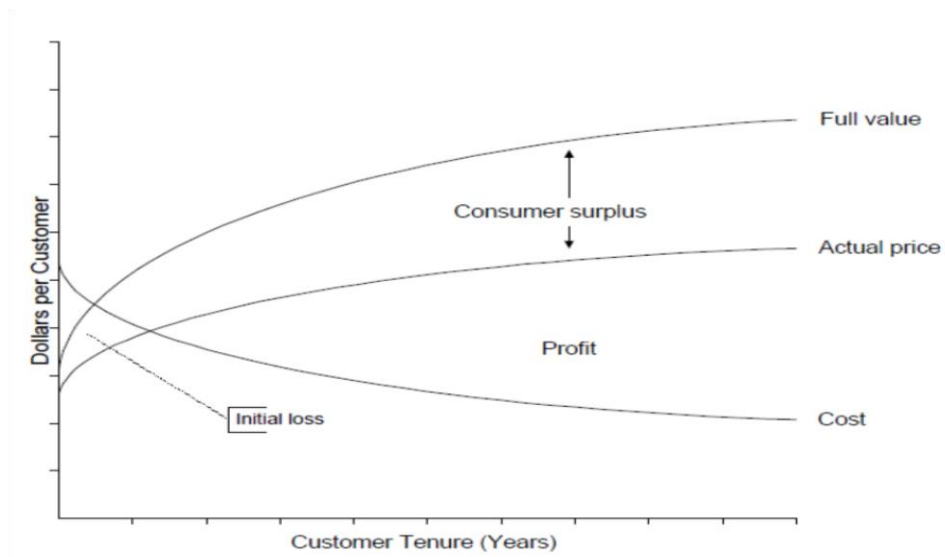 Full value
Consumer surplus
Actual price
Dollars per Customer
Profit
Initial loss
Cost
Customer Tenure (Years)